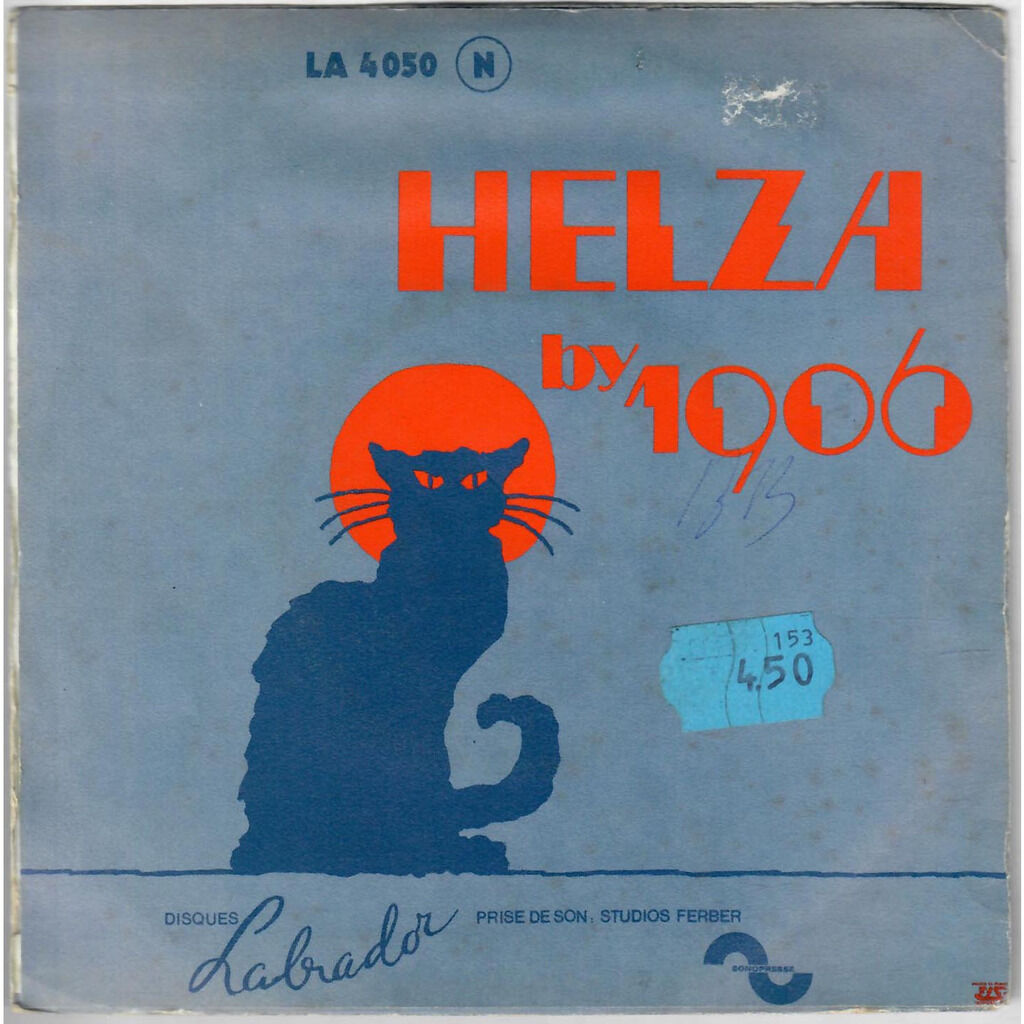 LA 4050 N
HELZA
by 1906
153
4,50
DISQUES Labrador PRISE DE SON: STUDIOS FERBER
SONOPRESSE